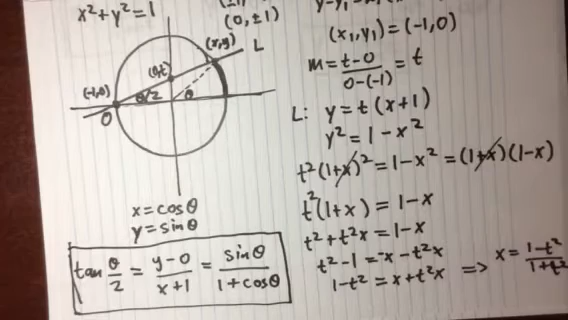 x²+y²=1
(0,±1)
(x,y)
L
(0,t)
(-1,0)
θ/2
θ
O
x=cosθ
y=sinθ
tan θ/2 = (y-0)/(x+1) = sinθ/(1+cosθ)
(x₁,y₁)=(-1,0)
m = (t-0)/(0-(-1)) = t
L: y=t(x+1)
y²=1-x²
t²(1+x)²=1-x²=(1+x)(1-x)
t²(1+x)=1-x
t²+t²x=1-x
t²-1=-x-t²x
1-t²=x+t²x => x=(1-t²)/(1+t²)